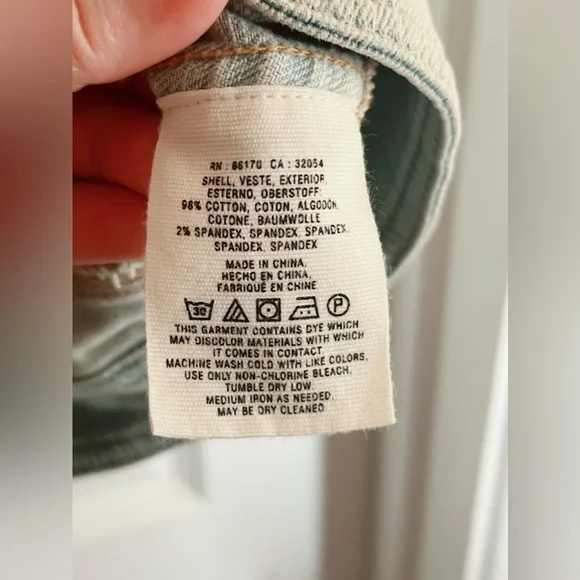 RN : 66170 CA : 32054
SHELL, VESTE, EXTERIOR,
ESTERNO, OBERSTOFF:
98% COTTON, COTON, ALGODÓN,
COTONE, BAUMWOLLE
2% SPANDEX, SPANDEX, SPANDEX,
SPANDEX, SPANDEX
MADE IN CHINA,
HECHO EN CHINA,
FABRIQUÉ EN CHINE
30 P
THIS GARMENT CONTAINS DYE WHICH
MAY DISCOLOR MATERIALS WITH WHICH
IT COMES IN CONTACT
MACHINE WASH COLD WITH LIKE COLORS,
USE ONLY NON-CHLORINE BLEACH,
TUMBLE DRY LOW,
MEDIUM IRON AS NEEDED,
MAY BE DRY CLEANED